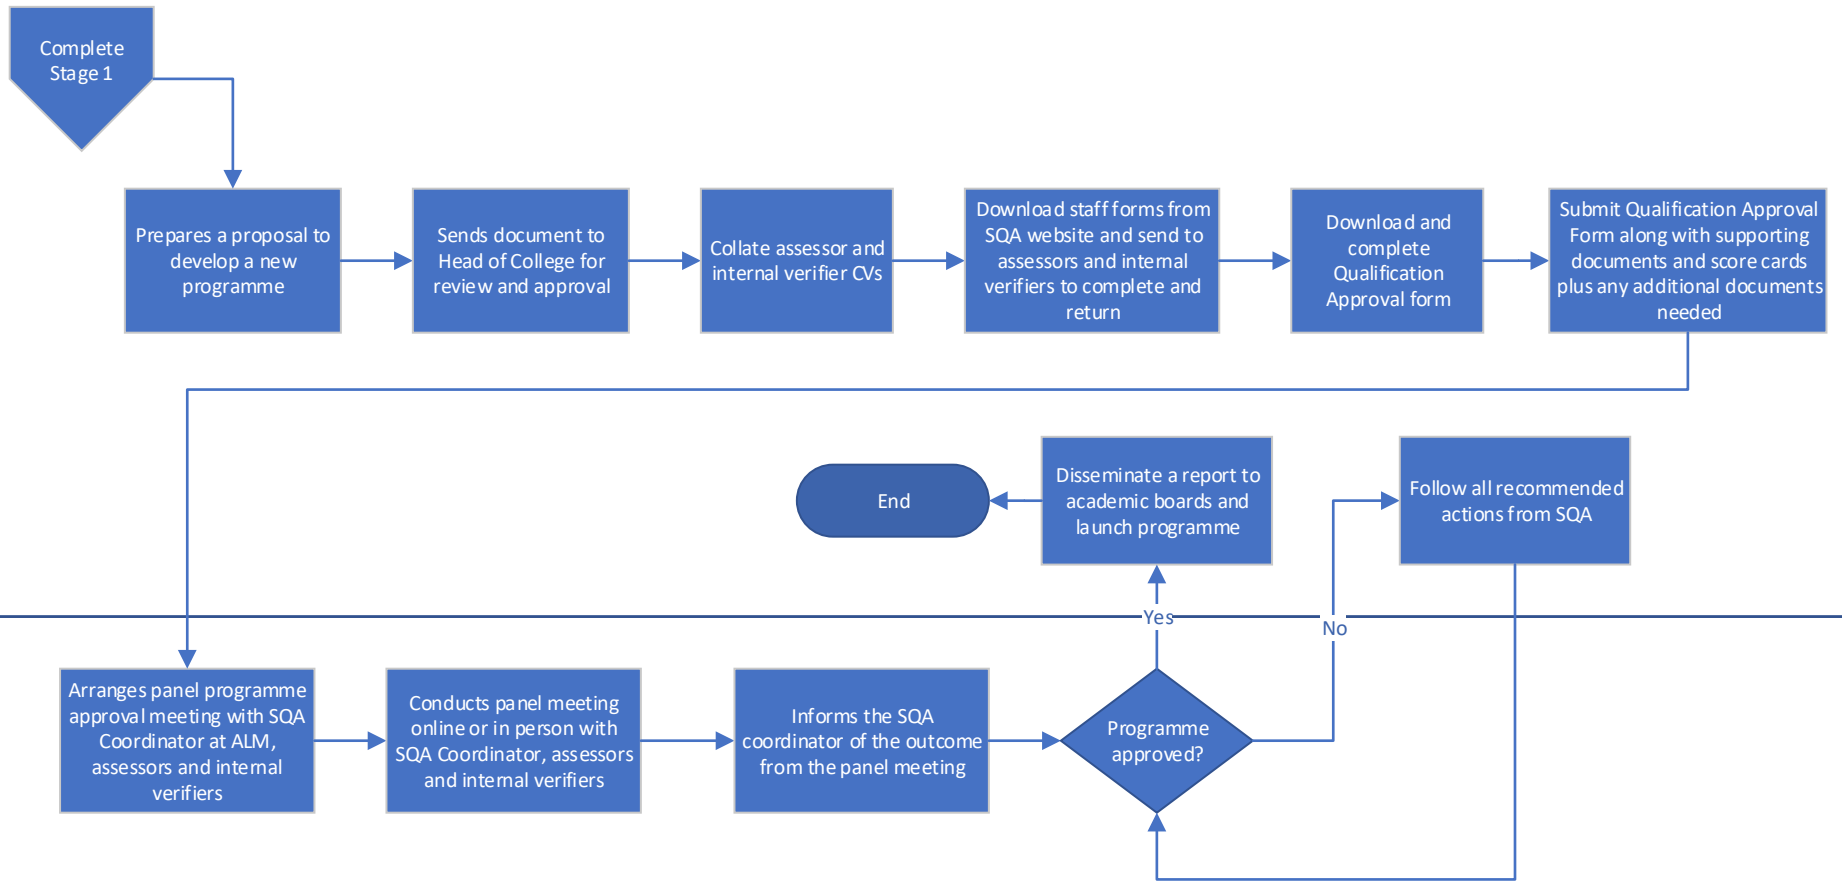 Complete
Stage 1
Prepares a proposal to
develop a new
programme
Sends document to
Head of College for
review and approval
Collate assessor and
internal verifier CVs
Download staff forms from
SQA website and send to
assessors and internal
verifiers to complete and
return
Download and
complete
Qualification
Approval form
Submit Qualification Approval
Form along with supporting
documents and score cards
plus any additional documents
needed
End
Disseminate a report to
academic boards and
launch programme
Follow all recommended
actions from SQA
Yes
No
Arranges panel programme
approval meeting with SQA
Coordinator at ALM,
assessors and internal
verifiers
Conducts panel meeting
online or in person with
SQA Coordinator, assessors
and internal verifiers
Informs the SQA
coordinator of the outcome
from the panel meeting
Programme
approved?